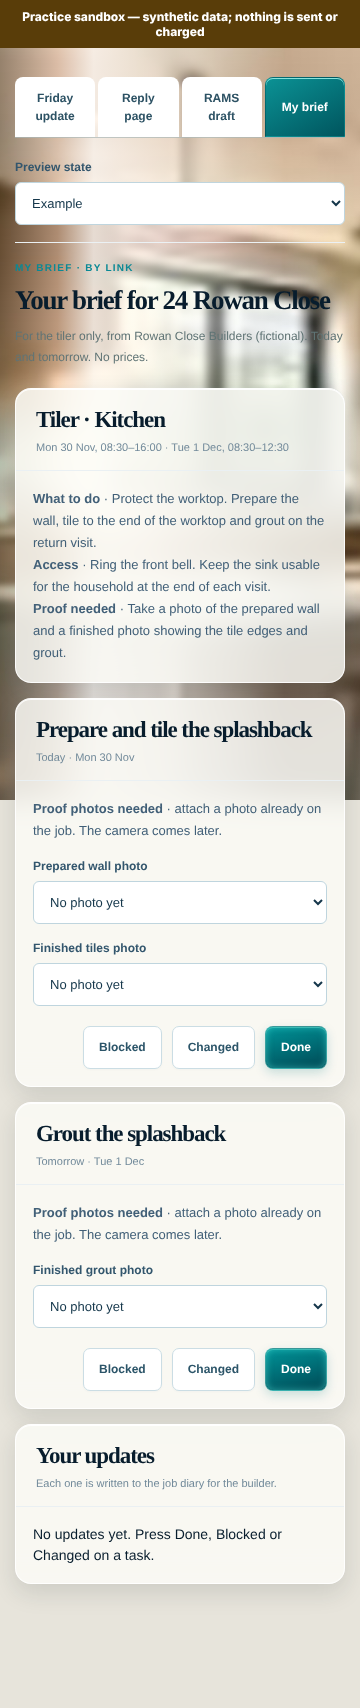 Practice sandbox — synthetic data; nothing is sent or
charged
Friday
update
Reply
page
RAMS
draft
My brief
Preview state
Example
MY BRIEF · BY LINK
Your brief for 24 Rowan Close
For the tiler only, from Rowan Close Builders (fictional). Today
and tomorrow. No prices.
Tiler · Kitchen
Mon 30 Nov, 08:30–16:00 · Tue 1 Dec, 08:30–12:30
What to do · Protect the worktop. Prepare the
wall, tile to the end of the worktop and grout on the
return visit.
Access · Ring the front bell. Keep the sink usable
for the household at the end of each visit.
Proof needed · Take a photo of the prepared wall
and a finished photo showing the tile edges and
grout.
Prepare and tile the splashback
Today · Mon 30 Nov
Proof photos needed · attach a photo already on
the job. The camera comes later.
Prepared wall photo
No photo yet
Finished tiles photo
No photo yet
Blocked
Changed
Done
Grout the splashback
Tomorrow · Tue 1 Dec
Proof photos needed · attach a photo already on
the job. The camera comes later.
Finished grout photo
No photo yet
Blocked
Changed
Done
Your updates
Each one is written to the job diary for the builder.
No updates yet. Press Done, Blocked or
Changed on a task.